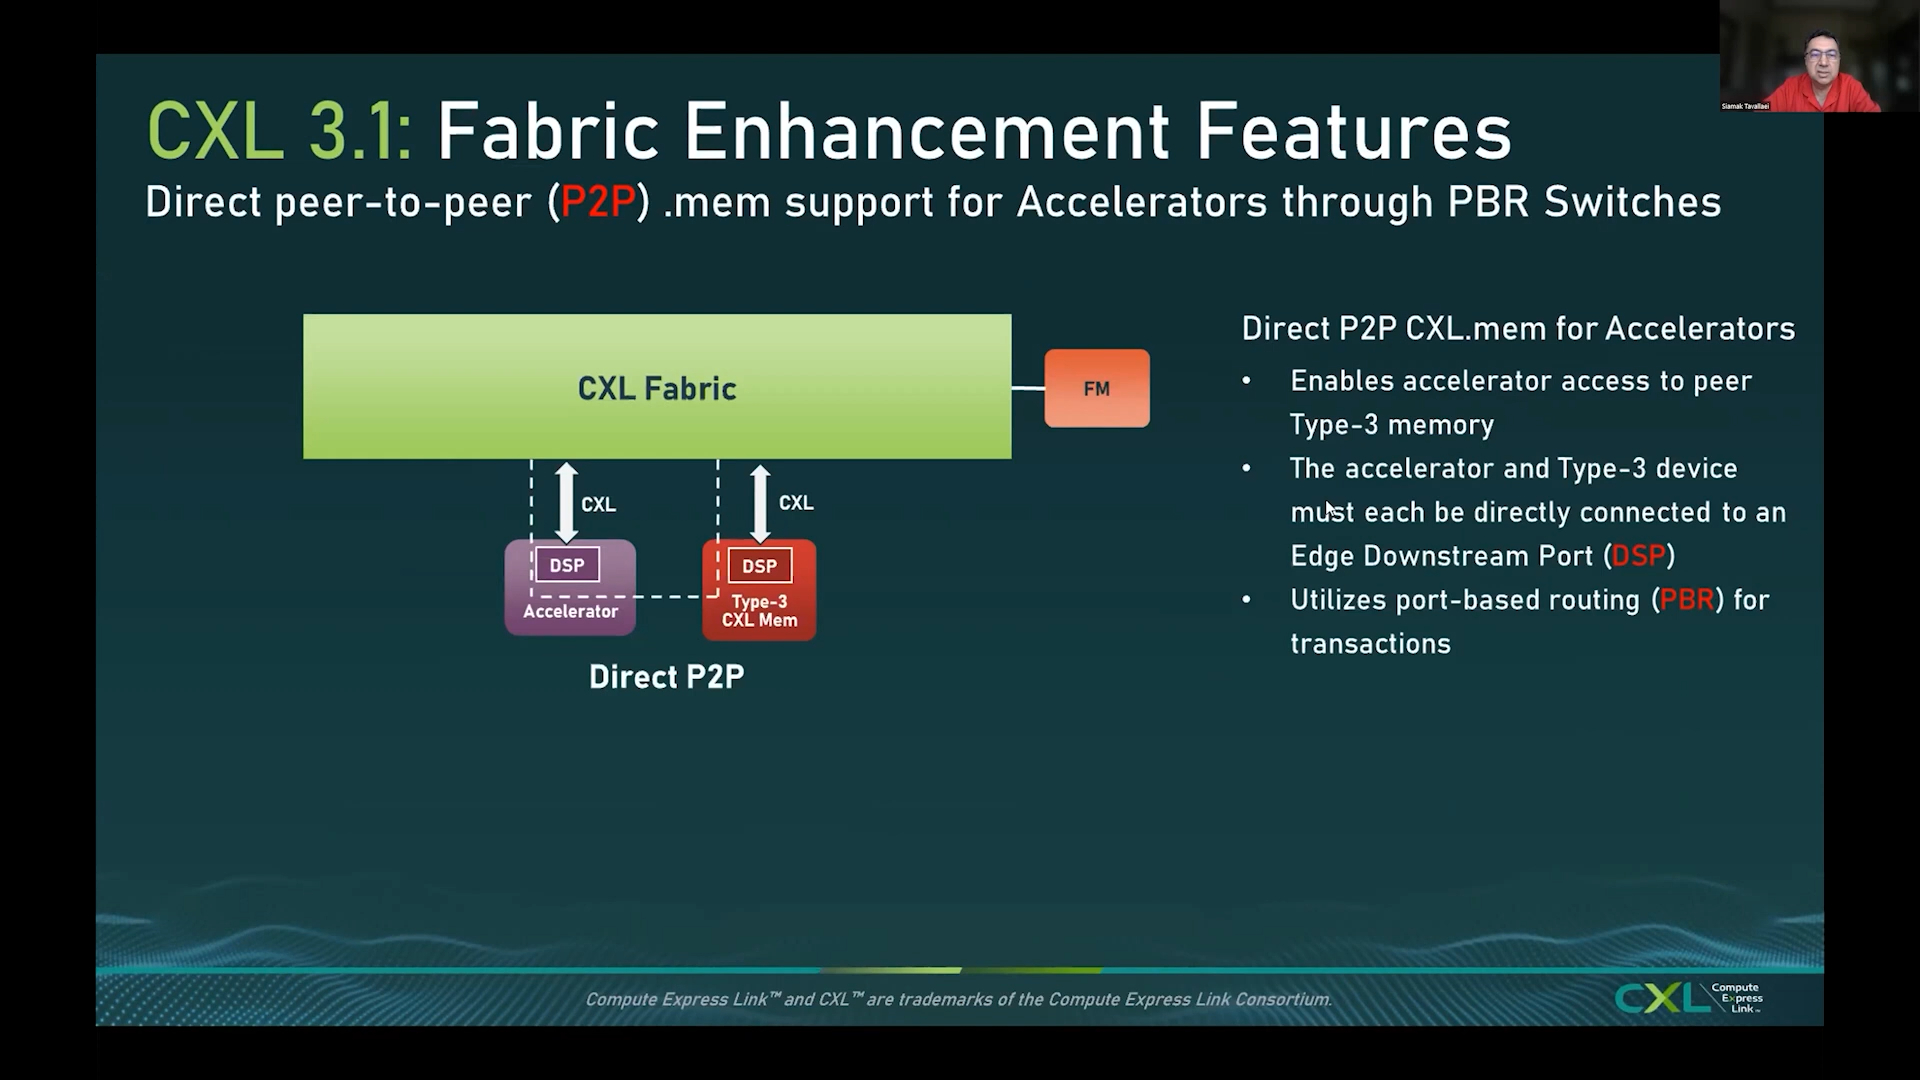 Siamak Tavallaei
CXL 3.1: Fabric Enhancement Features
Direct peer-to-peer (P2P) .mem support for Accelerators through PBR Switches
CXL Fabric
FM
CXL
CXL
DSP
Accelerator
DSP
Type-3
CXL Mem
Direct P2P
Direct P2P CXL.mem for Accelerators
• Enables accelerator access to peer
Type-3 memory
• The accelerator and Type-3 device
must each be directly connected to an
Edge Downstream Port (DSP)
• Utilizes port-based routing (PBR) for
transactions
Compute Express Link™ and CXL™ are trademarks of the Compute Express Link Consortium.
CXL
Compute
Express
Link™